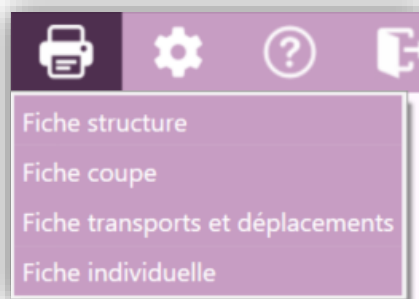 Fiche structure
Fiche coupe
Fiche transports et déplacements
Fiche individuelle